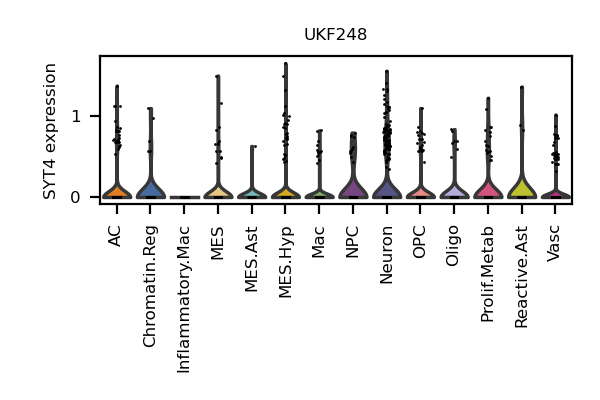 UKF248
SYT4 expression
1
0
AC
Chromatin.Reg
Inflammatory.Mac
MES
MES.Ast
MES.Hyp
Mac
NPC
Neuron
OPC
Oligo
Prolif.Metab
Reactive.Ast
Vasc